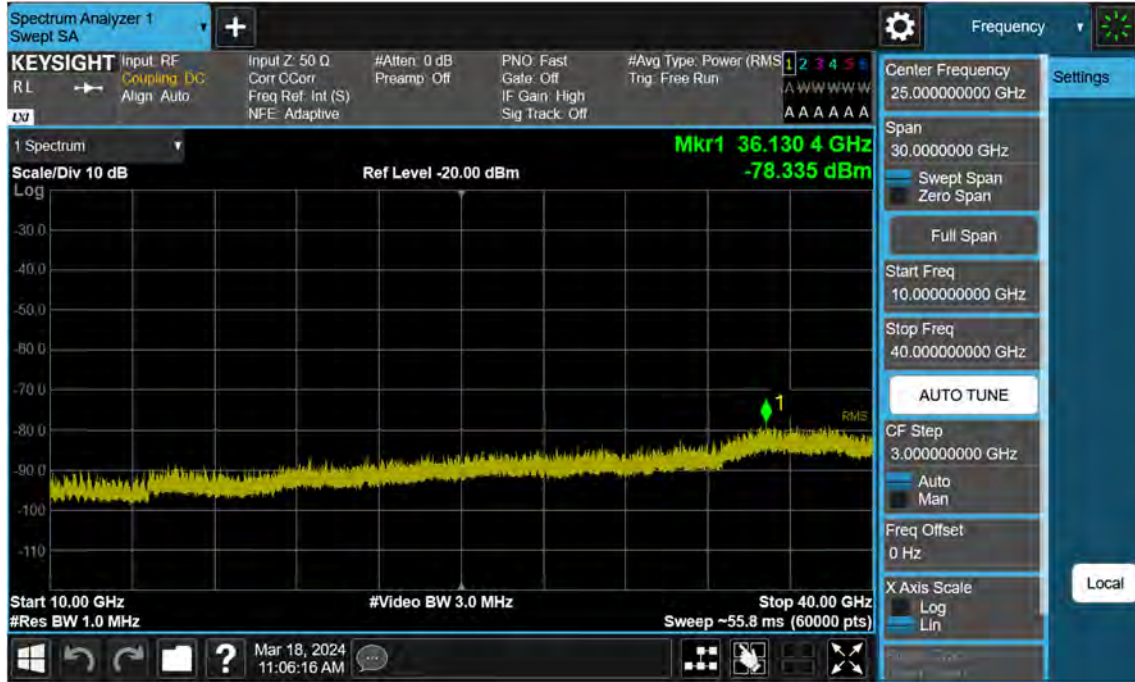 Spectrum Analyzer 1
Swept SA
Frequency
KEYSIGHT
R L
LXI
Input: RF
Coupling: DC
Align: Auto
Input Z: 50 Ω
Corr CCorr
Freq Ref: Int (S)
NFE: Adaptive
#Atten: 0 dB
Preamp: Off
PNO: Fast
Gate: Off
IF Gain: High
Sig Track: Off
#Avg Type: Power (RMS
Trig: Free Run
1 2 3 4 5 6
A W W W W W
A A A A A A
1 Spectrum
Scale/Div 10 dB
Log
Ref Level -20.00 dBm
Mkr1 36.130 4 GHz
-78.335 dBm
-30.0
-40.0
-50.0
-60.0
-70.0
-80.0
-90.0
-100
-110
1
RMS
Start 10.00 GHz
#Res BW 1.0 MHz
#Video BW 3.0 MHz
Stop 40.00 GHz
Sweep ~55.8 ms (60000 pts)
Center Frequency
25.000000000 GHz
Span
30.0000000 GHz
Swept Span
Zero Span
Full Span
Start Freq
10.000000000 GHz
Stop Freq
40.000000000 GHz
AUTO TUNE
CF Step
3.000000000 GHz
Auto
Man
Freq Offset
0 Hz
X Axis Scale
Log
Lin
Settings
Local
?
Mar 18, 2024
11:06:16 AM